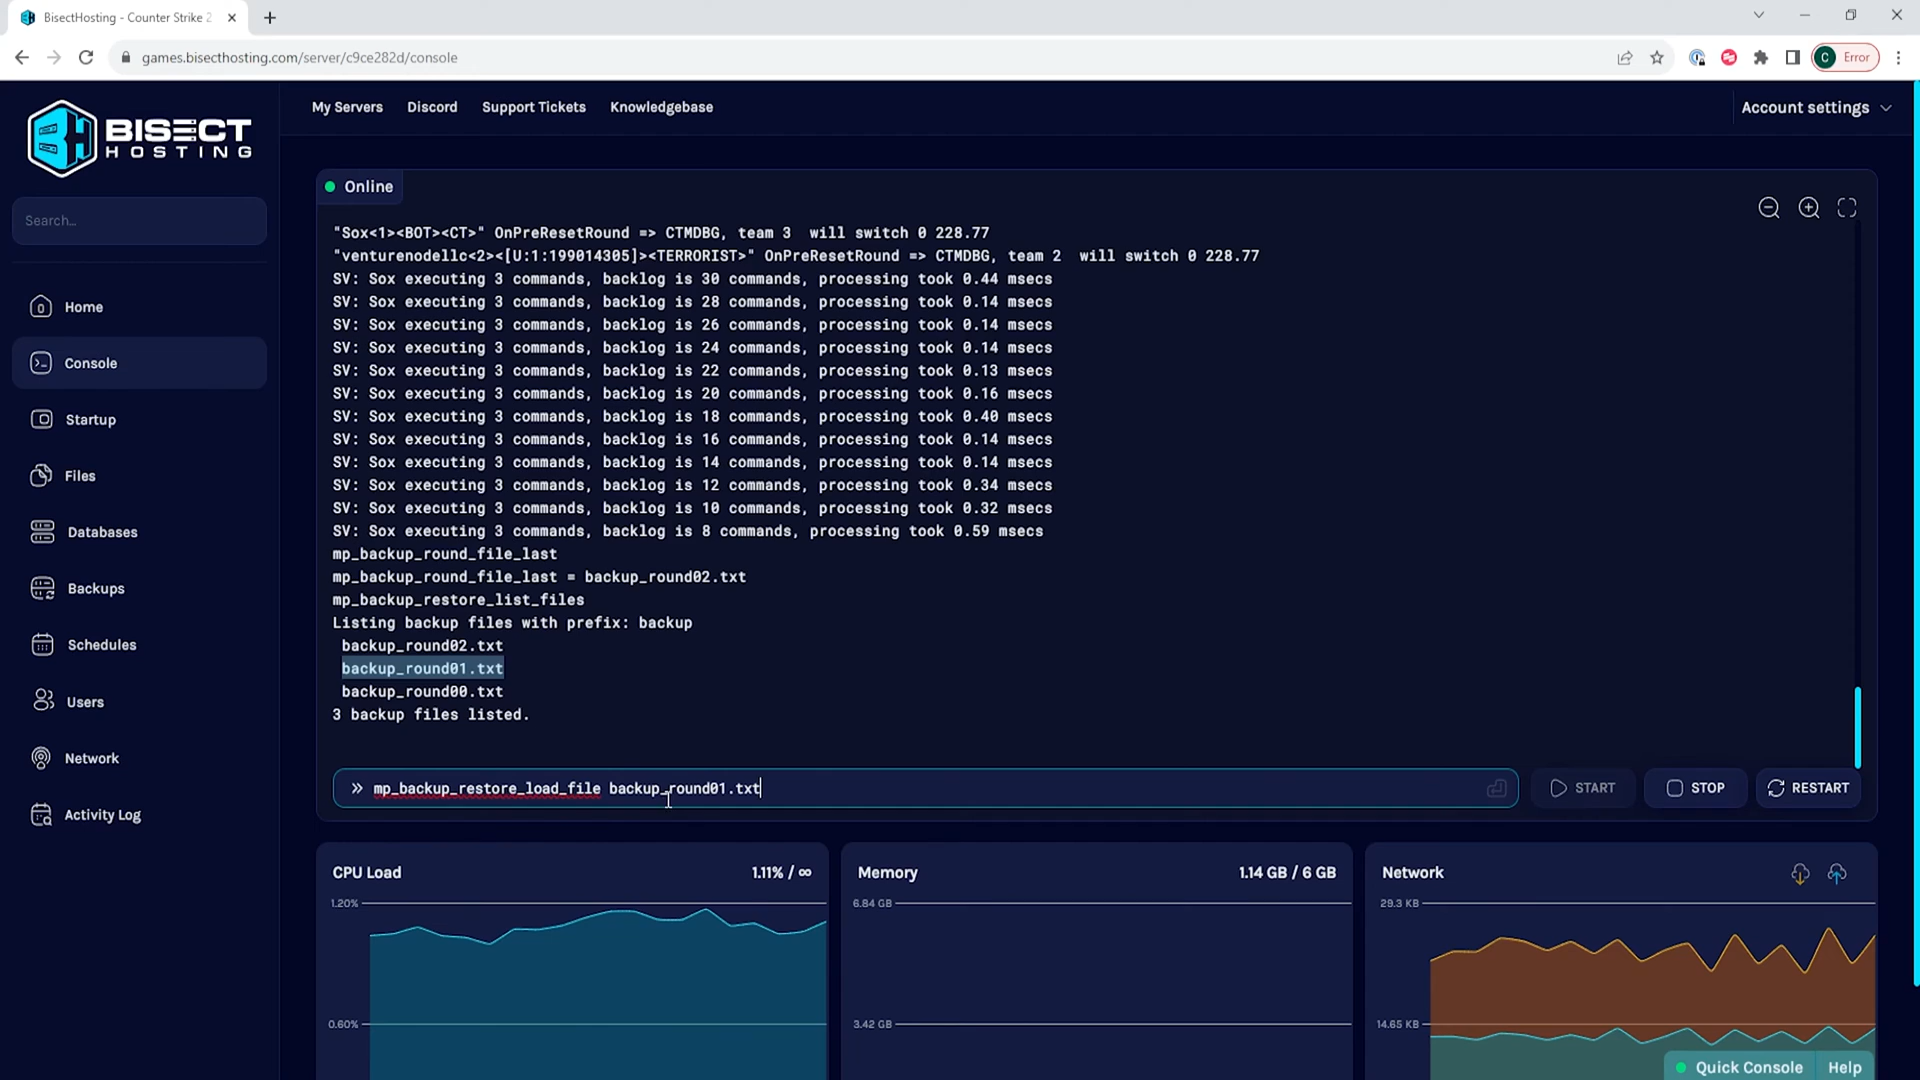 BisectHosting - Counter Strike 2
games.bisecthosting.com/server/c9ce282d/console
C
Error
BISECT
HOSTING
My Servers
Discord
Support Tickets
Knowledgebase
Account settings
Search...
Home
Console
Startup
Files
Databases
Backups
Schedules
Users
Network
Activity Log
Online
"Sox<1><BOT><CT>" OnPreResetRound => CTMDBG, team 3 will switch 0 228.77
"venturenodellc<2><[U:1:199014305]><TERRORIST>" OnPreResetRound => CTMDBG, team 2 will switch 0 228.77
SV: Sox executing 3 commands, backlog is 30 commands, processing took 0.44 msecs
SV: Sox executing 3 commands, backlog is 28 commands, processing took 0.14 msecs
SV: Sox executing 3 commands, backlog is 26 commands, processing took 0.14 msecs
SV: Sox executing 3 commands, backlog is 24 commands, processing took 0.14 msecs
SV: Sox executing 3 commands, backlog is 22 commands, processing took 0.13 msecs
SV: Sox executing 3 commands, backlog is 20 commands, processing took 0.16 msecs
SV: Sox executing 3 commands, backlog is 18 commands, processing took 0.40 msecs
SV: Sox executing 3 commands, backlog is 16 commands, processing took 0.14 msecs
SV: Sox executing 3 commands, backlog is 14 commands, processing took 0.14 msecs
SV: Sox executing 3 commands, backlog is 12 commands, processing took 0.34 msecs
SV: Sox executing 3 commands, backlog is 10 commands, processing took 0.32 msecs
SV: Sox executing 3 commands, backlog is 8 commands, processing took 0.59 msecs
mp_backup_round_file_last
mp_backup_round_file_last = backup_round02.txt
mp_backup_restore_list_files
Listing backup files with prefix: backup
backup_round02.txt
backup_round01.txt
backup_round00.txt
3 backup files listed.
» mp_backup_restore_load_file backup_round01.txt
START
STOP
RESTART
CPU Load
1.11% / ∞
1.20%
0.60%
Memory
1.14 GB / 6 GB
6.84 GB
3.42 GB
Network
29.3 KB
14.65 KB
Quick Console
Help